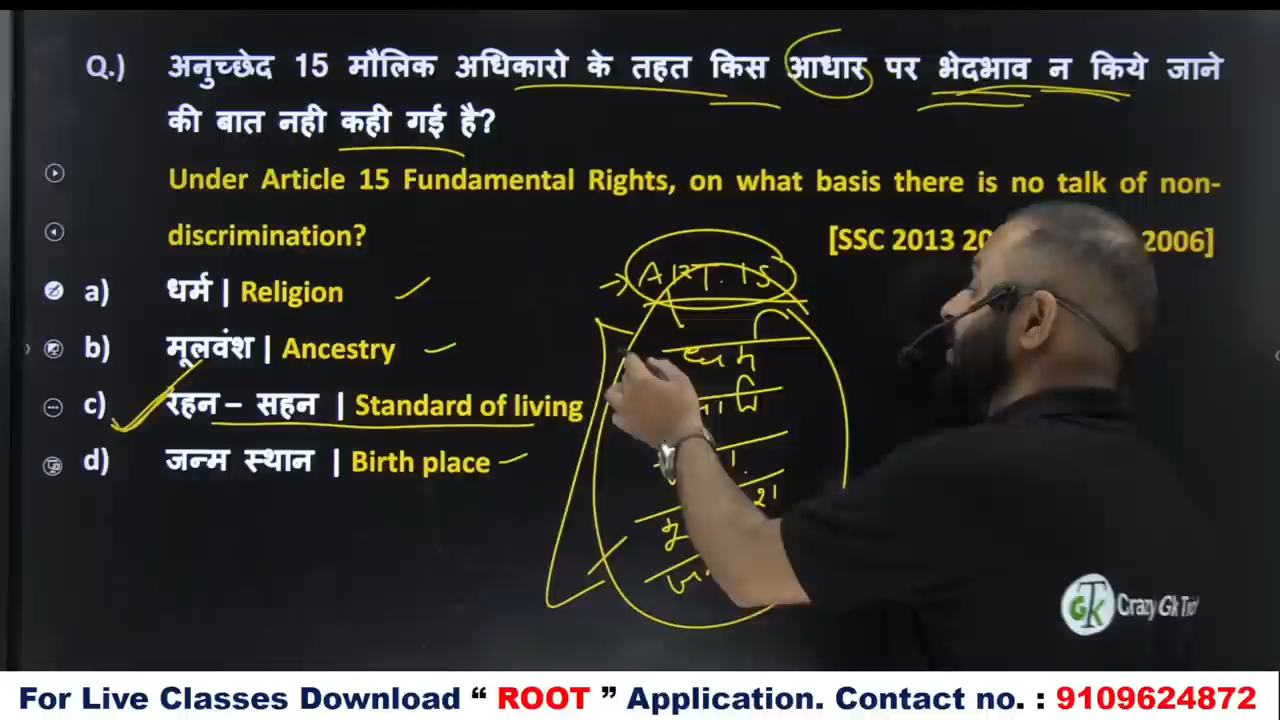 Q.) अनुच्छेद 15 मौलिक अधिकारो के तहत किस आधार पर भेदभाव न किये जाने
की बात नही कही गई है?
Under Article 15 Fundamental Rights, on what basis there is no talk of non-
discrimination?
[SSC 2013 2006]
a) धर्म | Religion
b) मूलवंश | Ancestry
c) रहन – सहन | Standard of living
d) जन्म स्थान | Birth place
ART. 15
धर्म
GK
Crazy Gk Trick
For Live Classes Download “ ROOT ” Application. Contact no. : 9109624872